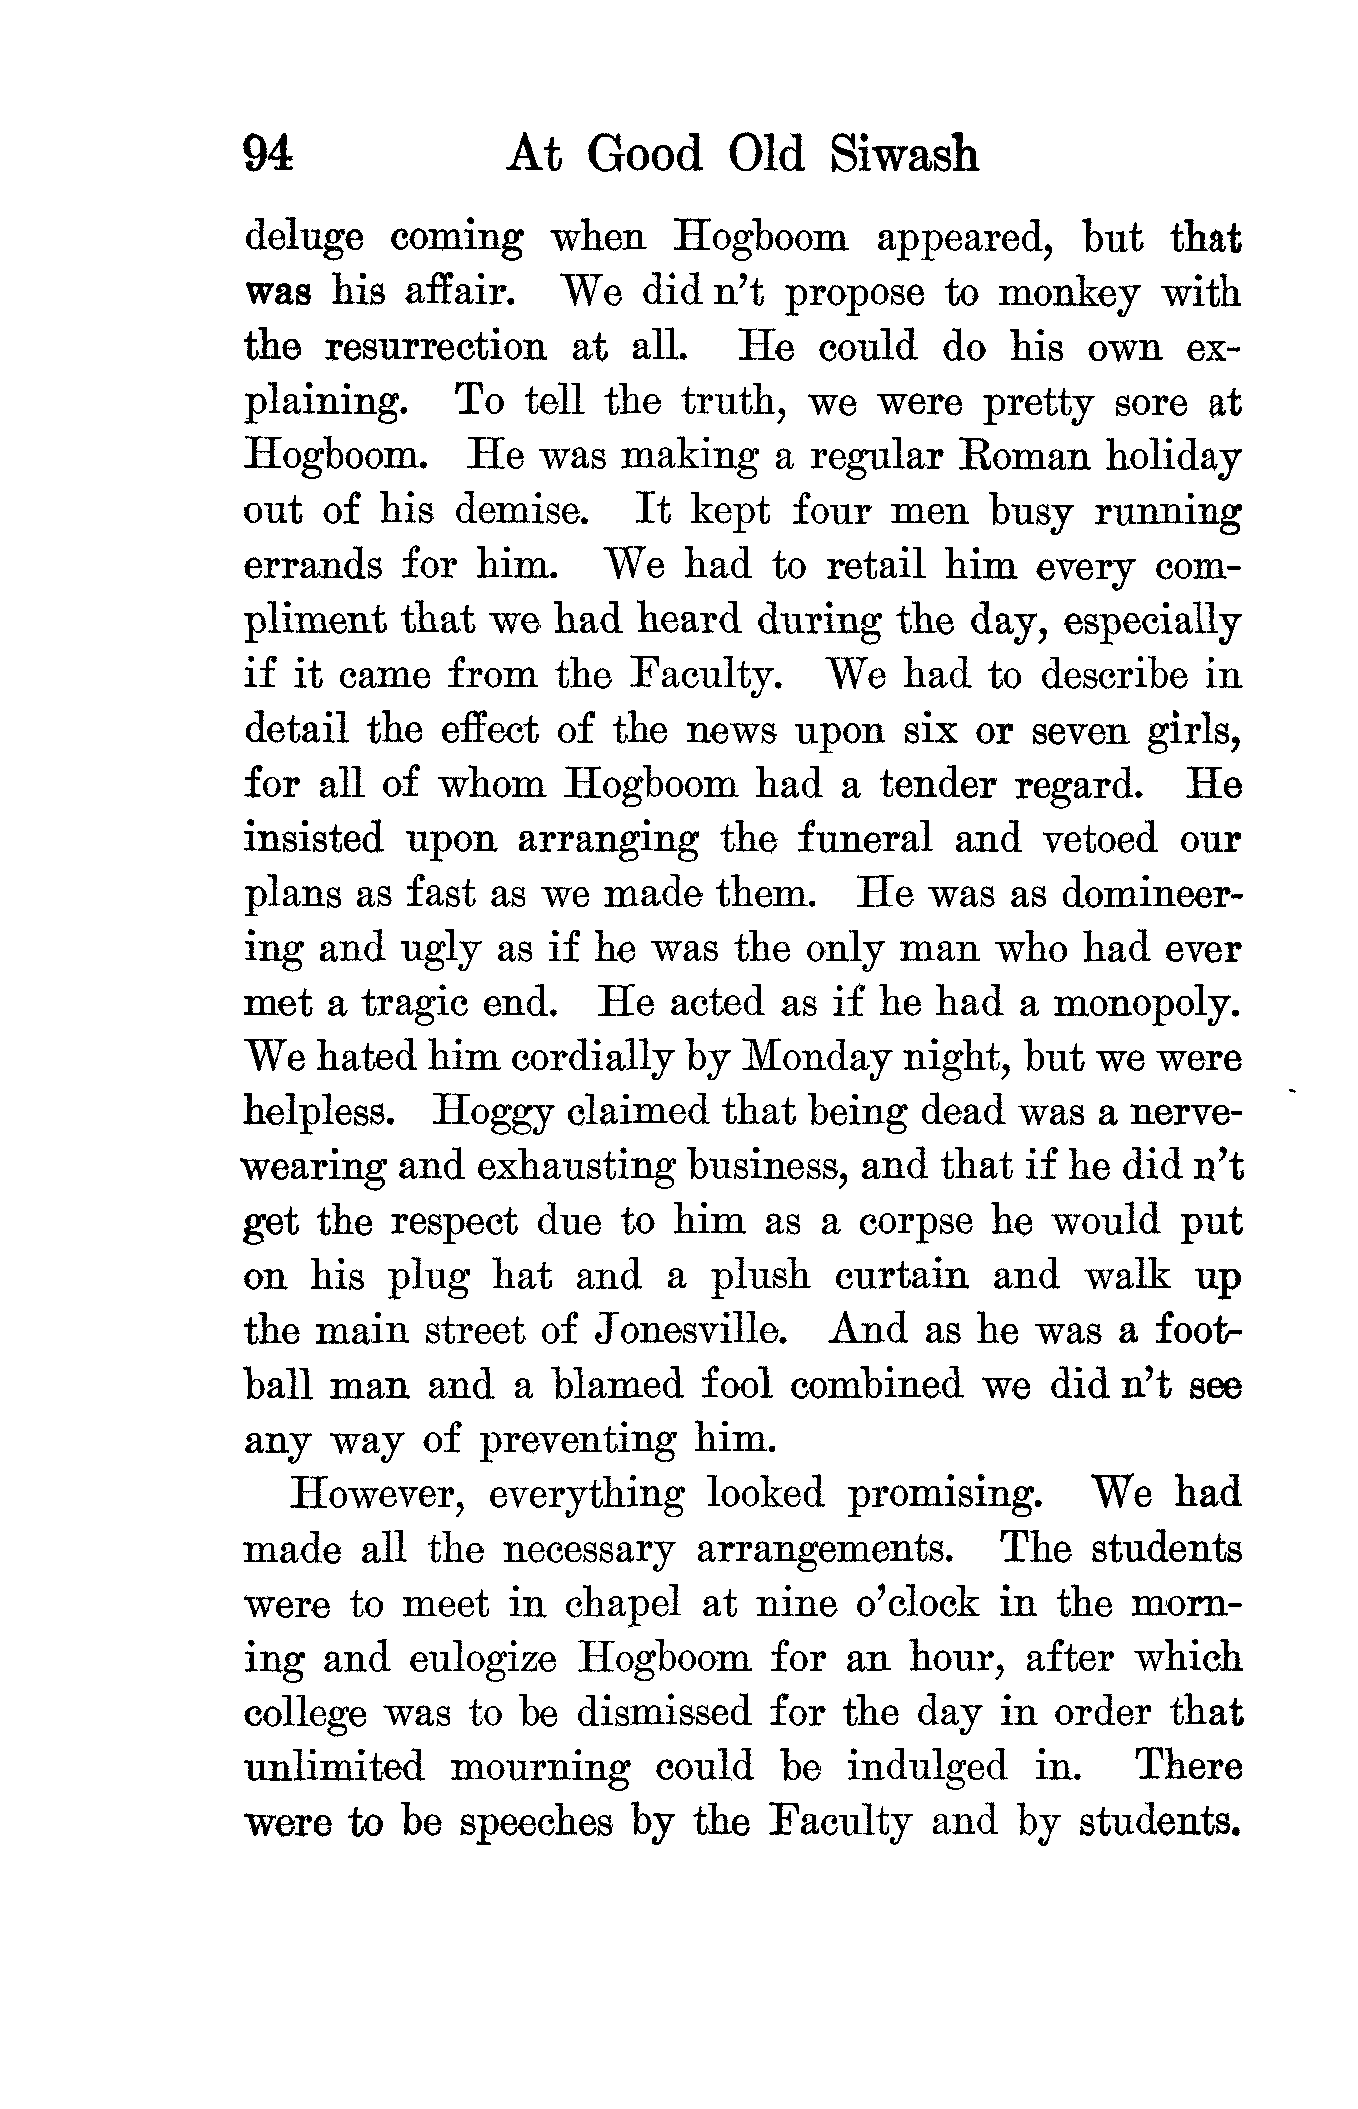 94 At Good Old Siwash
deluge coming when Hogboom appeared, but that
was his affair. We did n't propose to monkey with
the resurrection at all. He could do his own ex-
plaining. To tell the truth, we were pretty sore at
Hogboom. He was making a regular Roman holiday
out of his demise. It kept four men busy running
errands for him. We had to retail him every com-
pliment that we had heard during the day, especially
if it came from the Faculty. We had to describe in
detail the effect of the news upon six or seven girls,
for all of whom Hogboom had a tender regard. He
insisted upon arranging the funeral and vetoed our
plans as fast as we made them. He was as domineer-
ing and ugly as if he was the only man who had ever
met a tragic end. He acted as if he had a monopoly.
We hated him cordially by Monday night, but we were
helpless. Hoggy claimed that being dead was a nerve-
wearing and exhausting business, and that if he did n't
get the respect due to him as a corpse he would put
on his plug hat and a plush curtain and walk up
the main street of Jonesville. And as he was a foot-
ball man and a blamed fool combined we did n't see
any way of preventing him.
However, everything looked promising. We had
made all the necessary arrangements. The students
were to meet in chapel at nine o'clock in the morn-
ing and eulogize Hogboom for an hour, after which
college was to be dismissed for the day in order that
unlimited mourning could be indulged in. There
were to be speeches by the Faculty and by students.